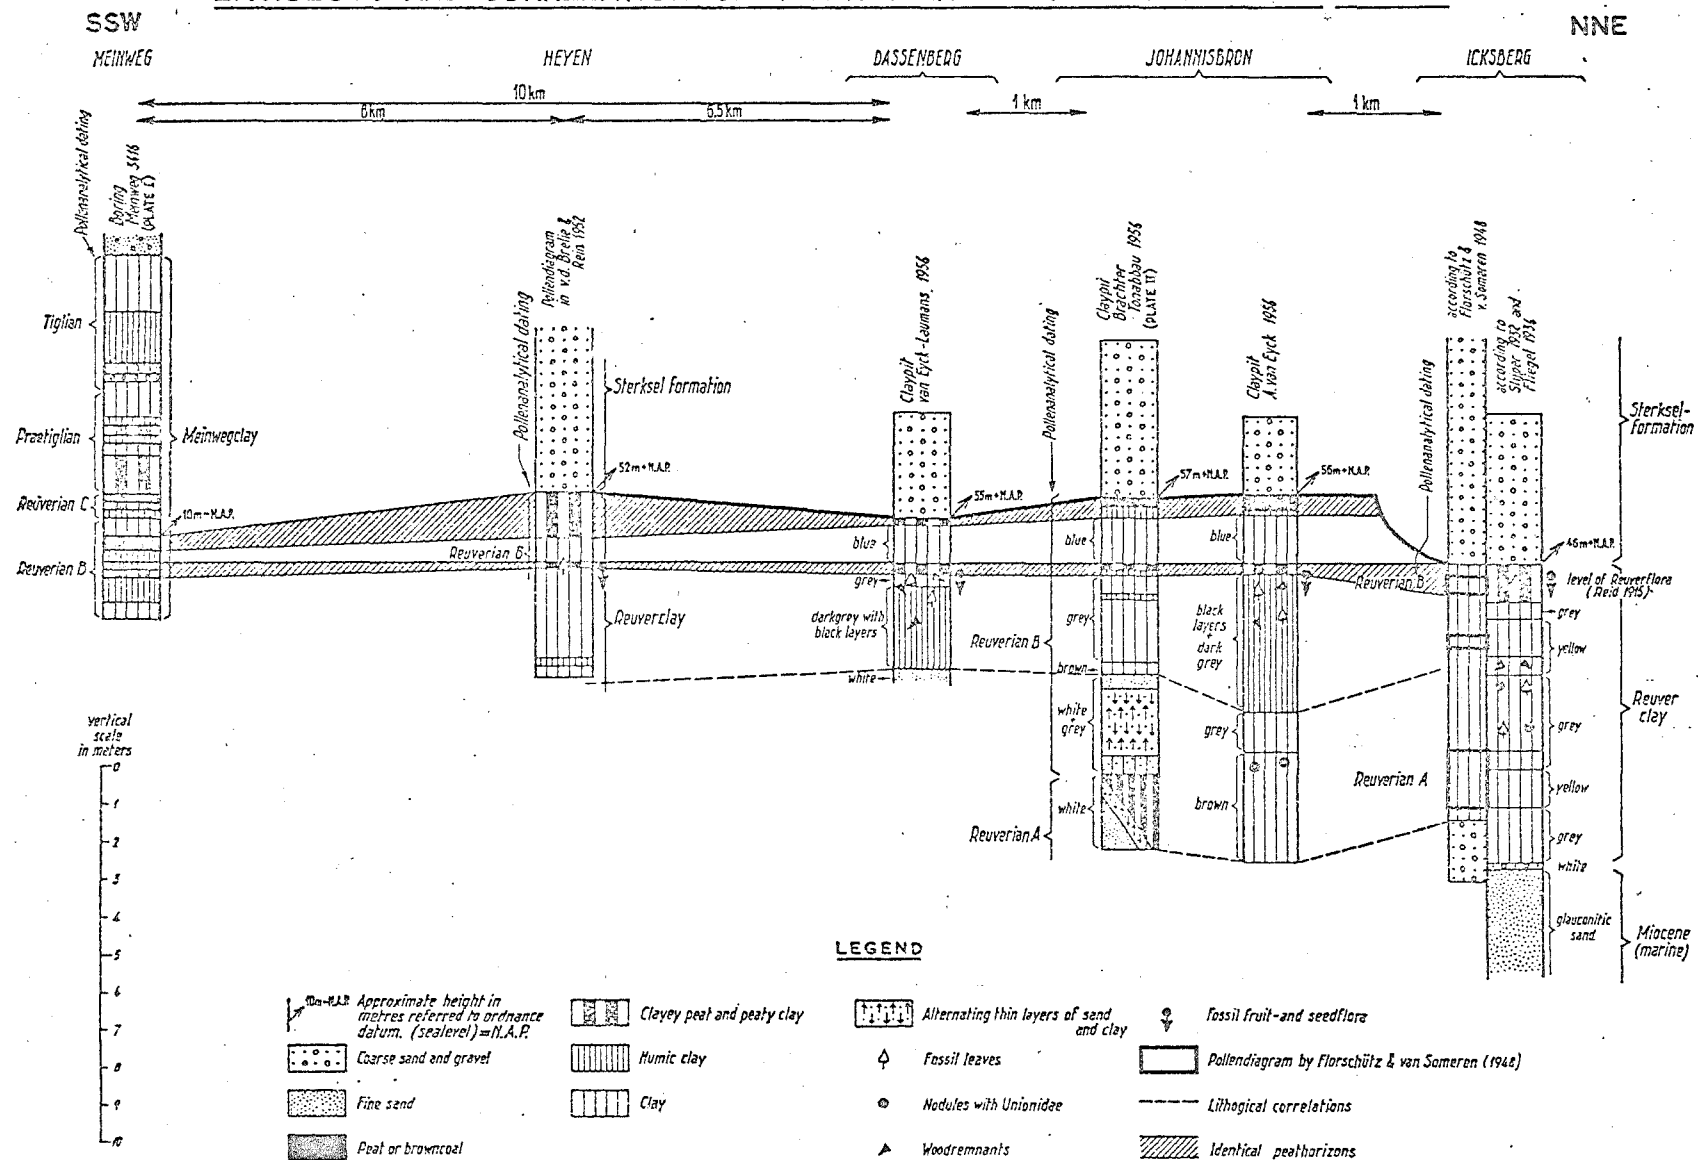 SSW
NNE
MEINWEG
HEYEN
DASSENBERG
JOHANNISBRON
ICKSBERG
10 km
6 km
6.5 km
1 km
1 km
Pollenanalytical dating
Boring
Meinweg 5616
(PLATE I)
Pollendiagram
in v.d. Brelie &
Rein 1952
Pollenanalytical dating
Claypit
van Eyck-Laumans, 1956
Pollenanalytical dating
Claypit
Brachter
Tonabbau 1956
(PLATE II)
Claypit
A.van Eyck 1956
Pollenanalytical dating
according to
Florschütz &
v. Someren 1948
according to
Slyper 1932 and
Fliegel 1936
Tiglian
Praetiglian
Meinwegclay
Reuverian C
10m-N.A.P.
Reuverian B
Sterksel Formation
52m+N.A.P.
Reuverian B
Reuverclay
55m+N.A.P.
blue
grey
darkgrey with
black layers
white
Reuverian B
Reuverian A
57m+N.A.P.
blue
grey
brown
white
+
grey
white
56m+N.A.P.
blue
black
layers
+
dark
grey
grey
brown
Reuverian B
Reuverian A
Sterksel-
Formation
46m+N.A.P.
level of Reuverflora
(Reid 1915)
grey
yellow
grey
yellow
grey
white
glauconitic
sand
Reuver
clay
Miocene
(marine)
vertical
scale
in meters
0
1
2
3
4
5
6
7
8
9
10
LEGEND
10m-N.A.P. Approximate height in
metres referred to ordnance
datum. (sealevel)=N.A.P.
Coarse sand and gravel
Fine sand
Peat or browncoal
Clayey peat and peaty clay
Humic clay
Clay
Alternating thin layers of sand
and clay
Fossil leaves
Nodules with Unionidae
Woodremnants
Fossil fruit-and seedflora
Pollendiagram by Florschütz & van Someren (1948)
Lithogical correlations
Identical peathorizons